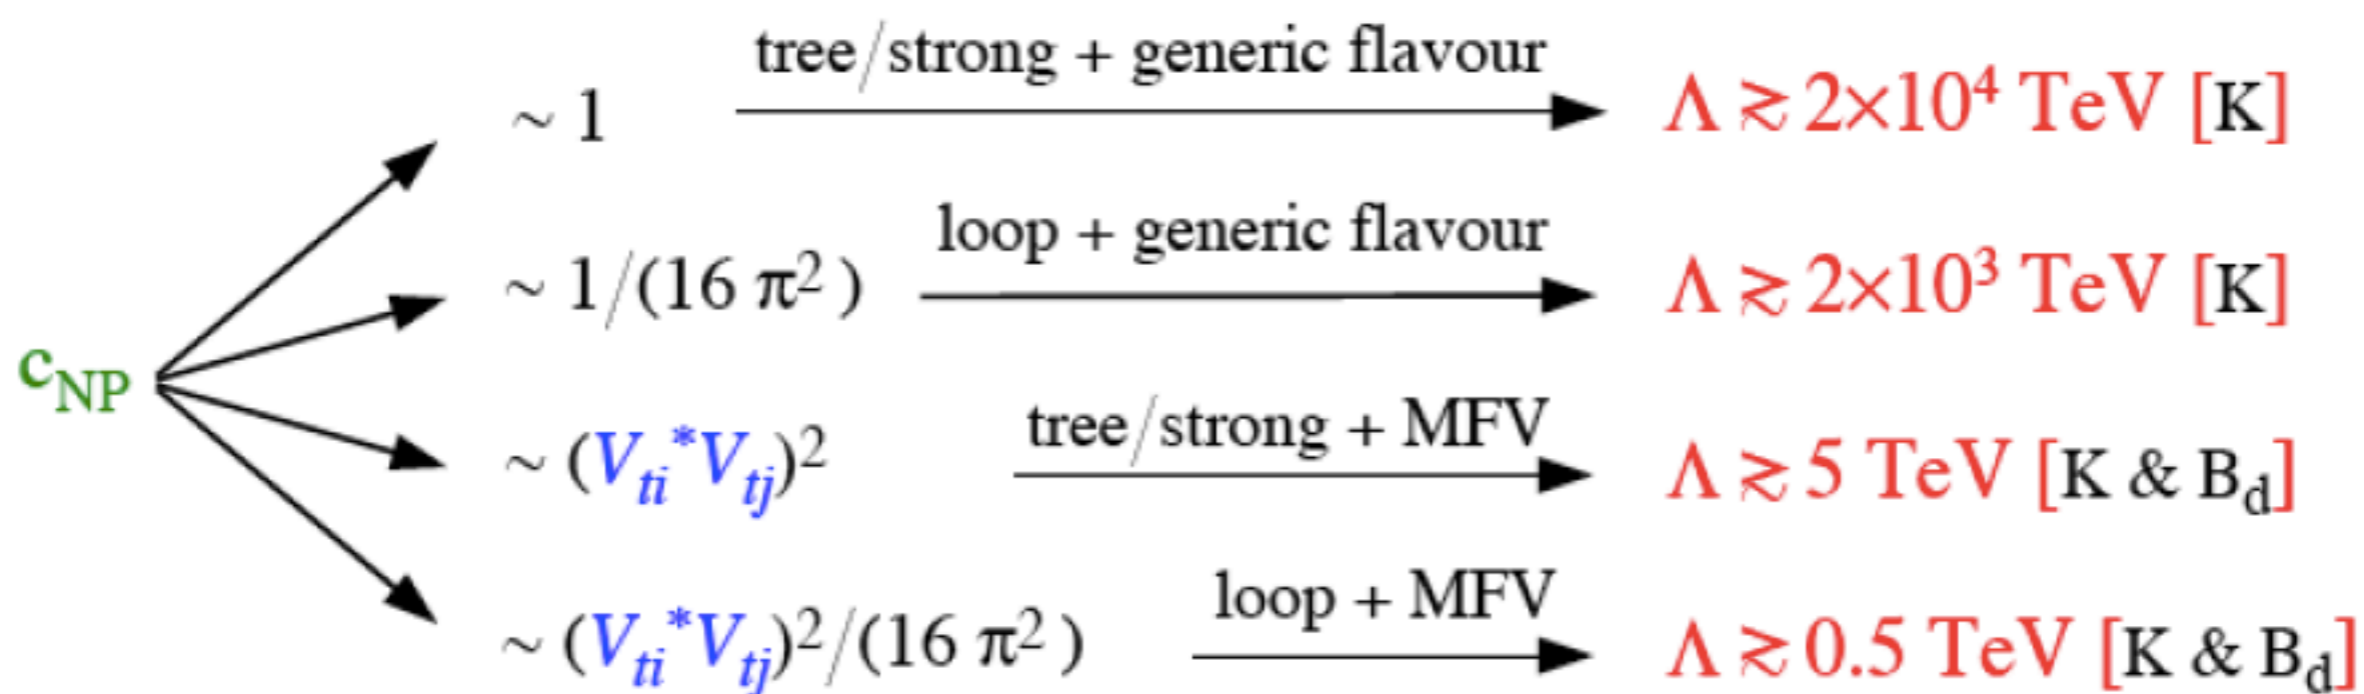 tree/strong + generic flavour
~ 1 Λ ≳ 2×10⁴ TeV [K]
loop + generic flavour
~ 1/(16 π²) Λ ≳ 2×10³ TeV [K]
c_NP
tree/strong + MFV
~ (V_ti*V_tj)² Λ ≳ 5 TeV [K & B_d]
loop + MFV
~ (V_ti*V_tj)²/(16 π²) Λ ≳ 0.5 TeV [K & B_d]